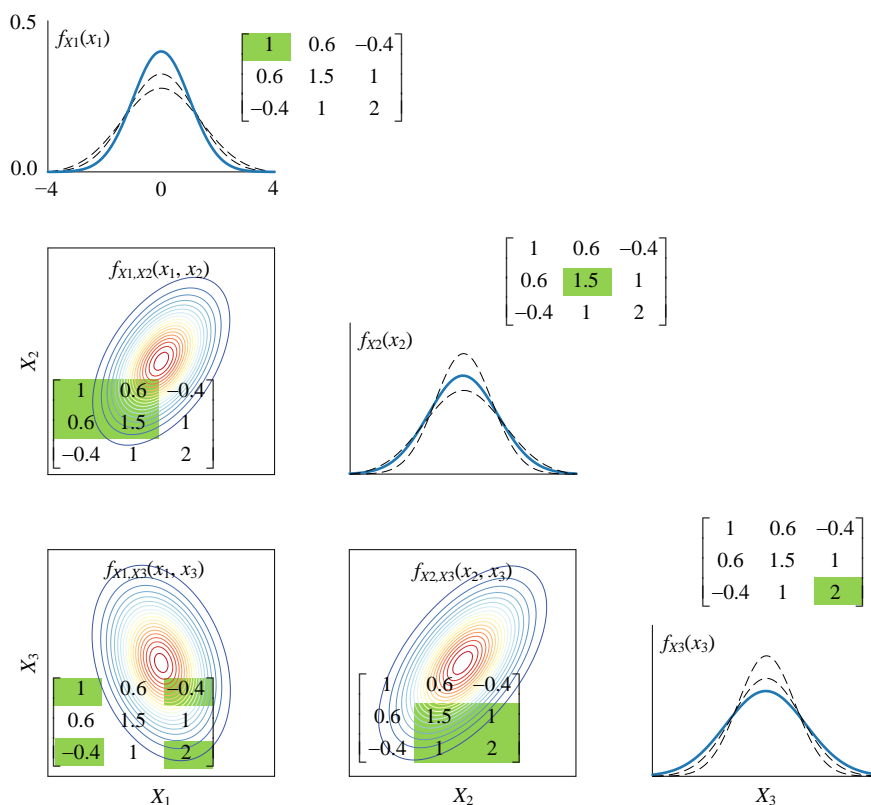 0.5
f_{X1}(x_1)
1 0.6 −0.4
0.6 1.5 1
−0.4 1 2
0.0
−4 0 4
f_{X1,X2}(x_1, x_2)
X_2
1 0.6 −0.4
0.6 1.5 1
−0.4 1 2
1 0.6 −0.4
0.6 1.5 1
−0.4 1 2
f_{X2}(x_2)
f_{X1,X3}(x_1, x_3)
X_3
1 0.6 −0.4
0.6 1.5 1
−0.4 1 2
X_1
f_{X2,X3}(x_2, x_3)
1 0.6 −0.4
0.6 1.5 1
−0.4 1 2
X_2
1 0.6 −0.4
0.6 1.5 1
−0.4 1 2
f_{X3}(x_3)
X_3